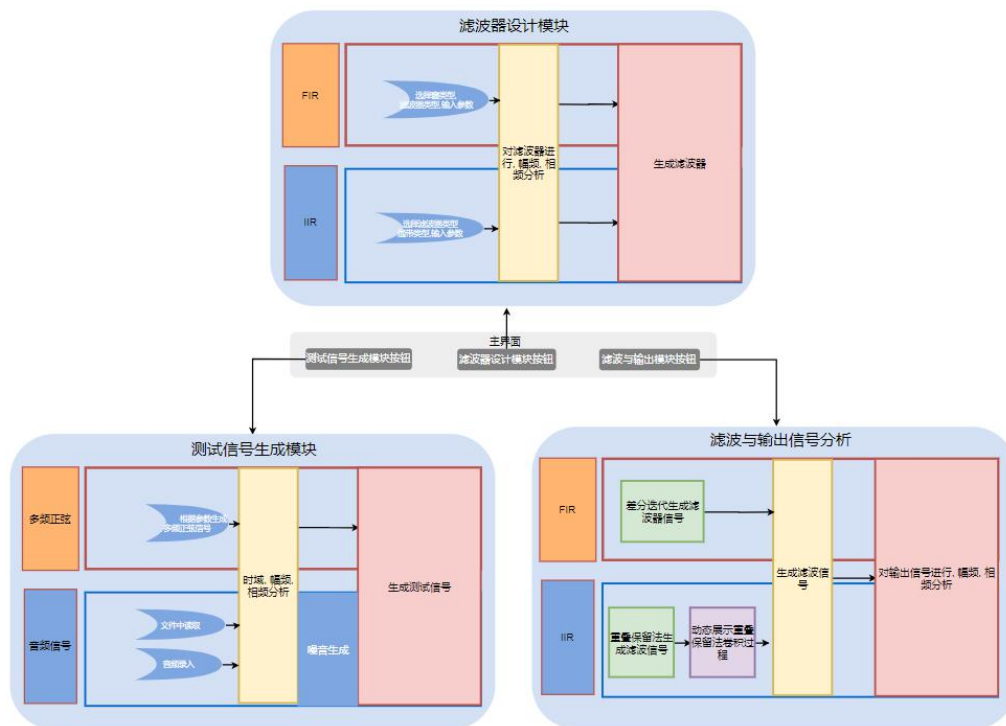 滤波器设计模块
FIR
选择窗类型,
滤波器类型,输入参数
对滤波器进
行, 幅频, 相
频分析
生成滤波器
IIR
选择滤波器类型
通带类型,输入参数
主界面
测试信号生成模块按钮
滤波器设计模块按钮
滤波与输出模块按钮
测试信号生成模块
多频正弦
根据参数生成
多频正弦信号
时域, 幅频,
相频分析
生成测试信号
音频信号
文件中读取
音频录入
噪音生成
滤波与输出信号分析
FIR
差分迭代生成滤
波器信号
生成滤波信
号
对输出信号进行, 幅频, 相
频分析
IIR
重叠保留法生
成滤波信号
动态展示重叠
保留法卷积过
程